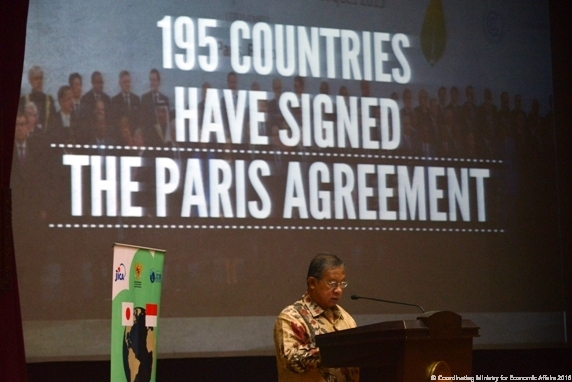 195 COUNTRIES
HAVE SIGNED
THE PARIS AGREEMENT
jica
© Coordinating Ministry for Economic Affairs 2016